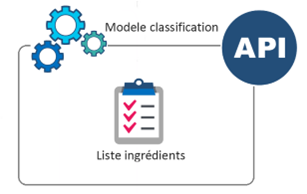 Modele classification
API
Liste ingrédients